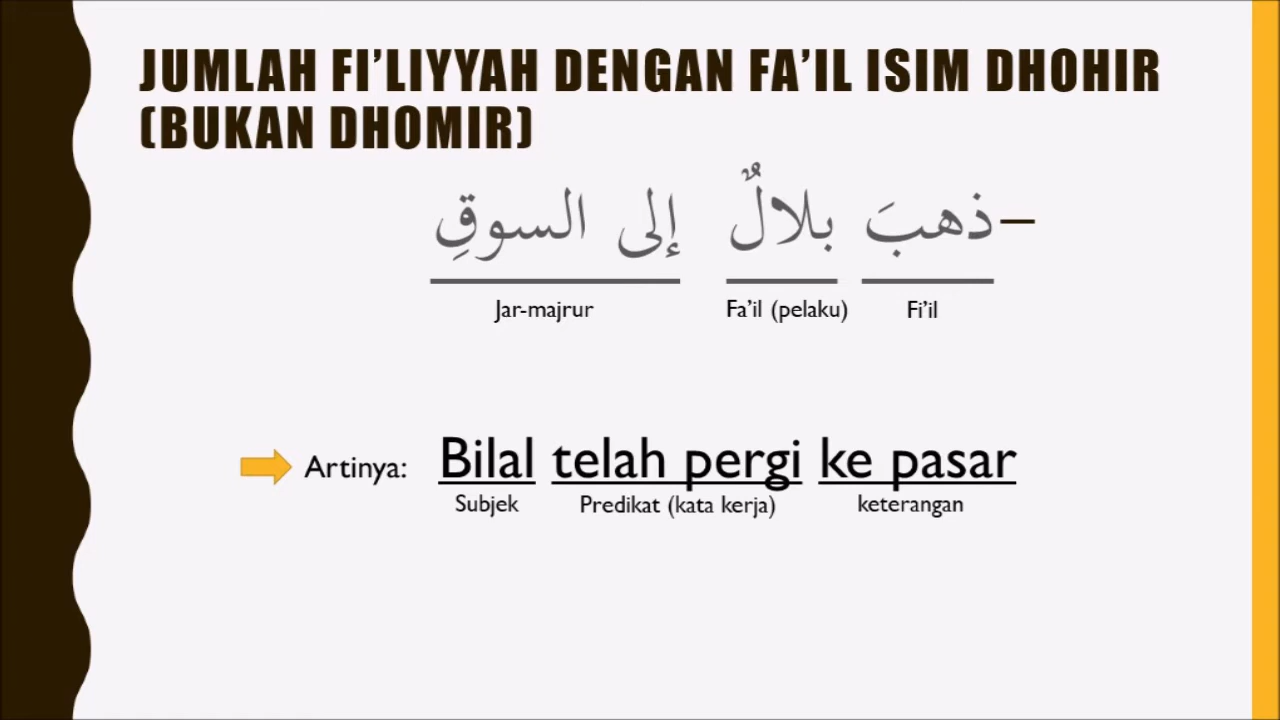 JUMLAH FI’LIYYAH DENGAN FA’IL ISIM DHOHIR
(BUKAN DHOMIR)
–ذهبَ بلالٌ إلى السوقِ
Fi’il
Fa’il (pelaku)
Jar-majrur
Artinya: Bilal telah pergi ke pasar
Subjek Predikat (kata kerja) keterangan